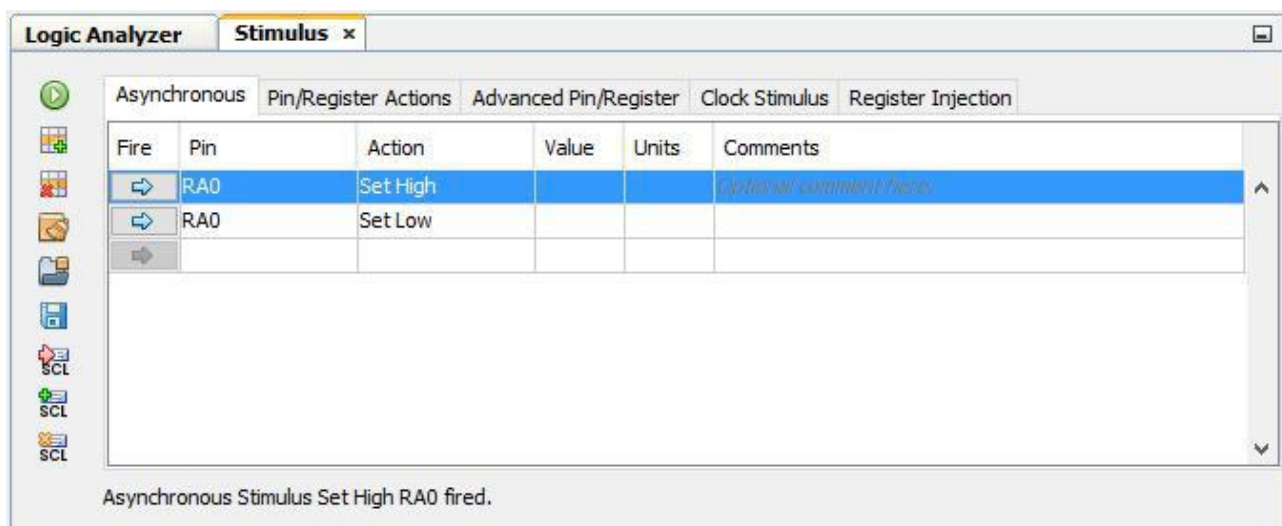 Logic Analyzer Stimulus x
Asynchronous Pin/Register Actions Advanced Pin/Register Clock Stimulus Register Injection
Fire Pin Action Value Units Comments
RA0 Set High Optional comment here.
RA0 Set Low
SCL
SCL
SCL
Asynchronous Stimulus Set High RA0 fired.